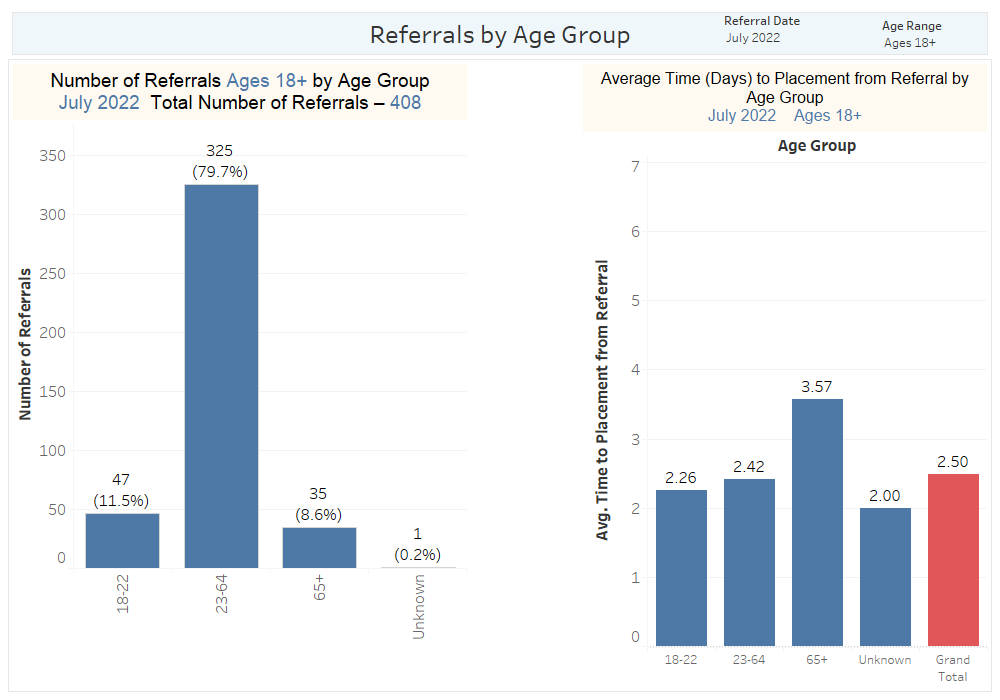 Referrals by Age Group
Referral Date
July 2022
Age Range
Ages 18+
Number of Referrals Ages 18+ by Age Group
July 2022 Total Number of Referrals – 408
Number of Referrals
350
300
250
200
150
100
50
0
47
(11.5%)
325
(79.7%)
35
(8.6%)
1
(0.2%)
18-22
23-64
65+
Unknown
Average Time (Days) to Placement from Referral by
Age Group
July 2022 Ages 18+
Age Group
Avg. Time to Placement from Referral
7
6
5
4
3
2
1
0
2.26
2.42
3.57
2.00
2.50
18-22
23-64
65+
Unknown
Grand
Total